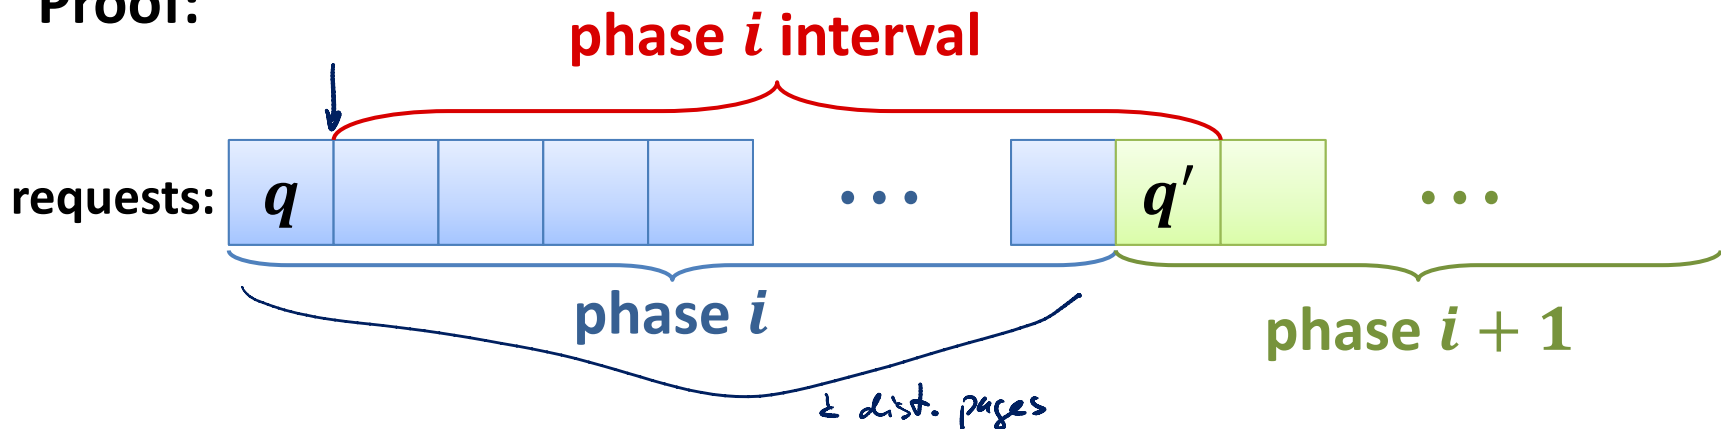 Proof:
phase i interval
requests: q ... q′ ...
phase i
phase i + 1
k dist. pages